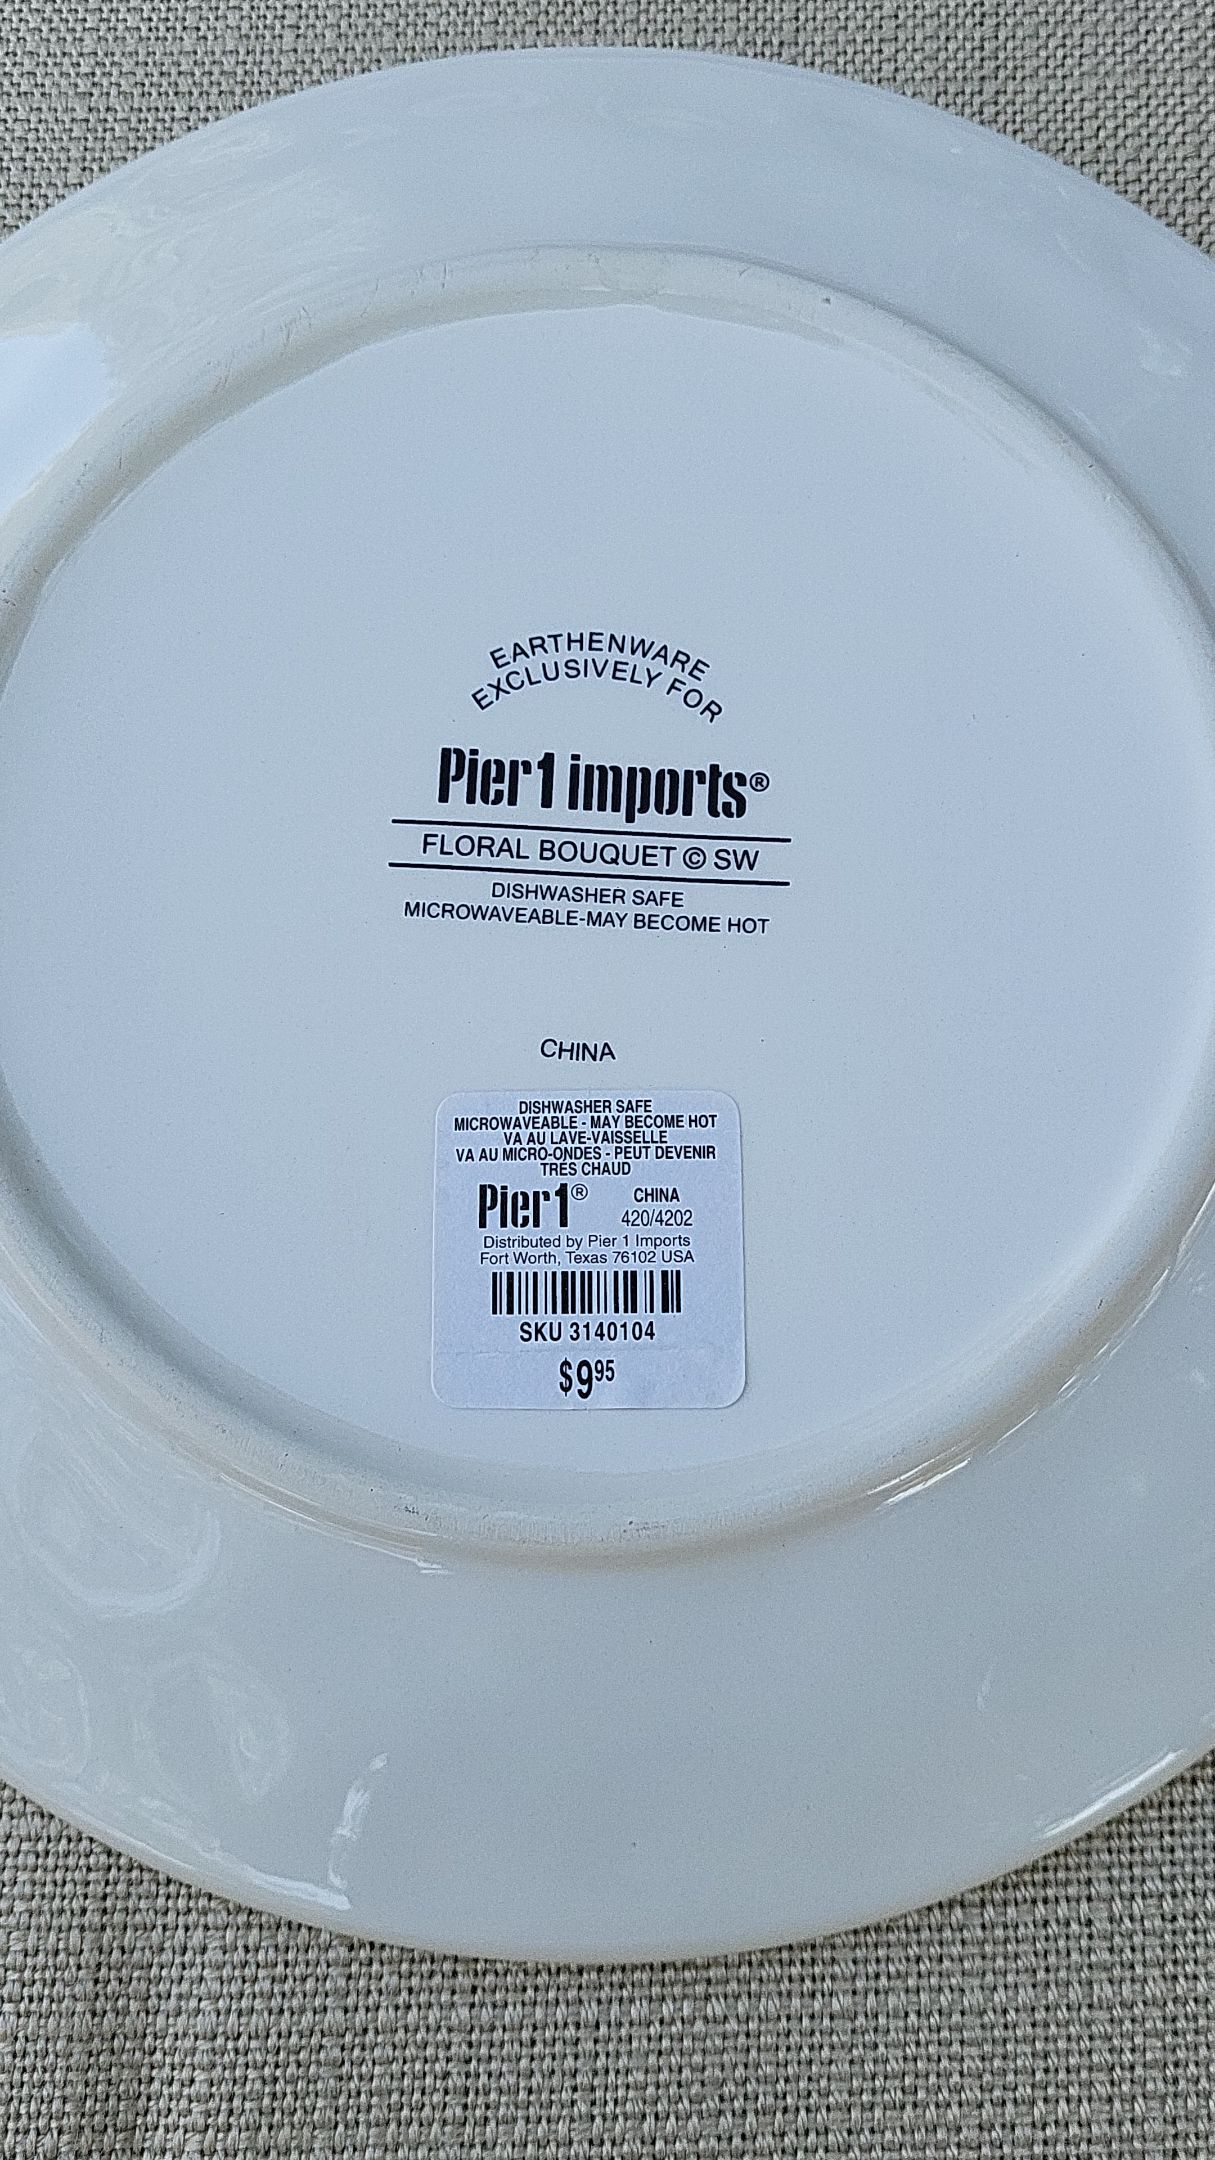 EARTHENWARE
EXCLUSIVELY FOR
Pier1 imports®
FLORAL BOUQUET © SW
DISHWASHER SAFE
MICROWAVEABLE-MAY BECOME HOT
CHINA
DISHWASHER SAFE
MICROWAVEABLE - MAY BECOME HOT
VA AU LAVE-VAISSELLE
VA AU MICRO-ONDES - PEUT DEVENIR
TRÉS CHAUD
Pier1® CHINA
420/4202
Distributed by Pier 1 Imports
Fort Worth, Texas 76102 USA
SKU 3140104
$995